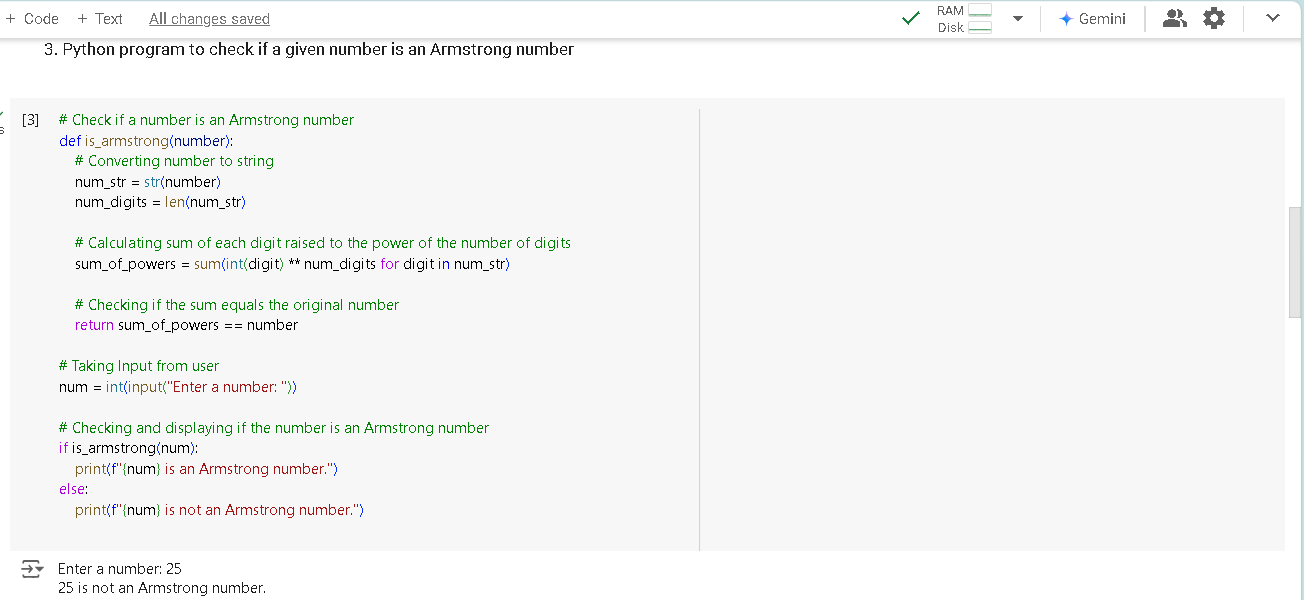 + Code + Text All changes saved
RAM
Disk
Gemini
3. Python program to check if a given number is an Armstrong number
[3]
# Check if a number is an Armstrong number
def is_armstrong(number):
    # Converting number to string
    num_str = str(number)
    num_digits = len(num_str)

    # Calculating sum of each digit raised to the power of the number of digits
    sum_of_powers = sum(int(digit) ** num_digits for digit in num_str)

    # Checking if the sum equals the original number
    return sum_of_powers == number

# Taking Input from user
num = int(input("Enter a number: "))

# Checking and displaying if the number is an Armstrong number
if is_armstrong(num):
    print(f"{num} is an Armstrong number.")
else:
    print(f"{num} is not an Armstrong number.")

Enter a number: 25
25 is not an Armstrong number.